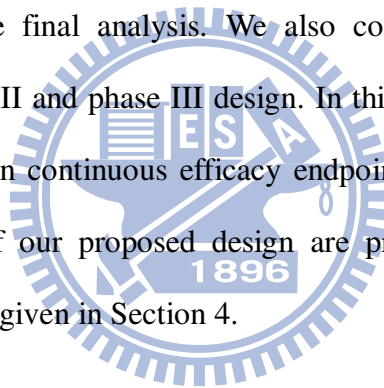 e final analysis. We also co
II and phase III design. In thi
n continuous efficacy endpoin
f our proposed design are pr
given in Section 4.
E S A
1896